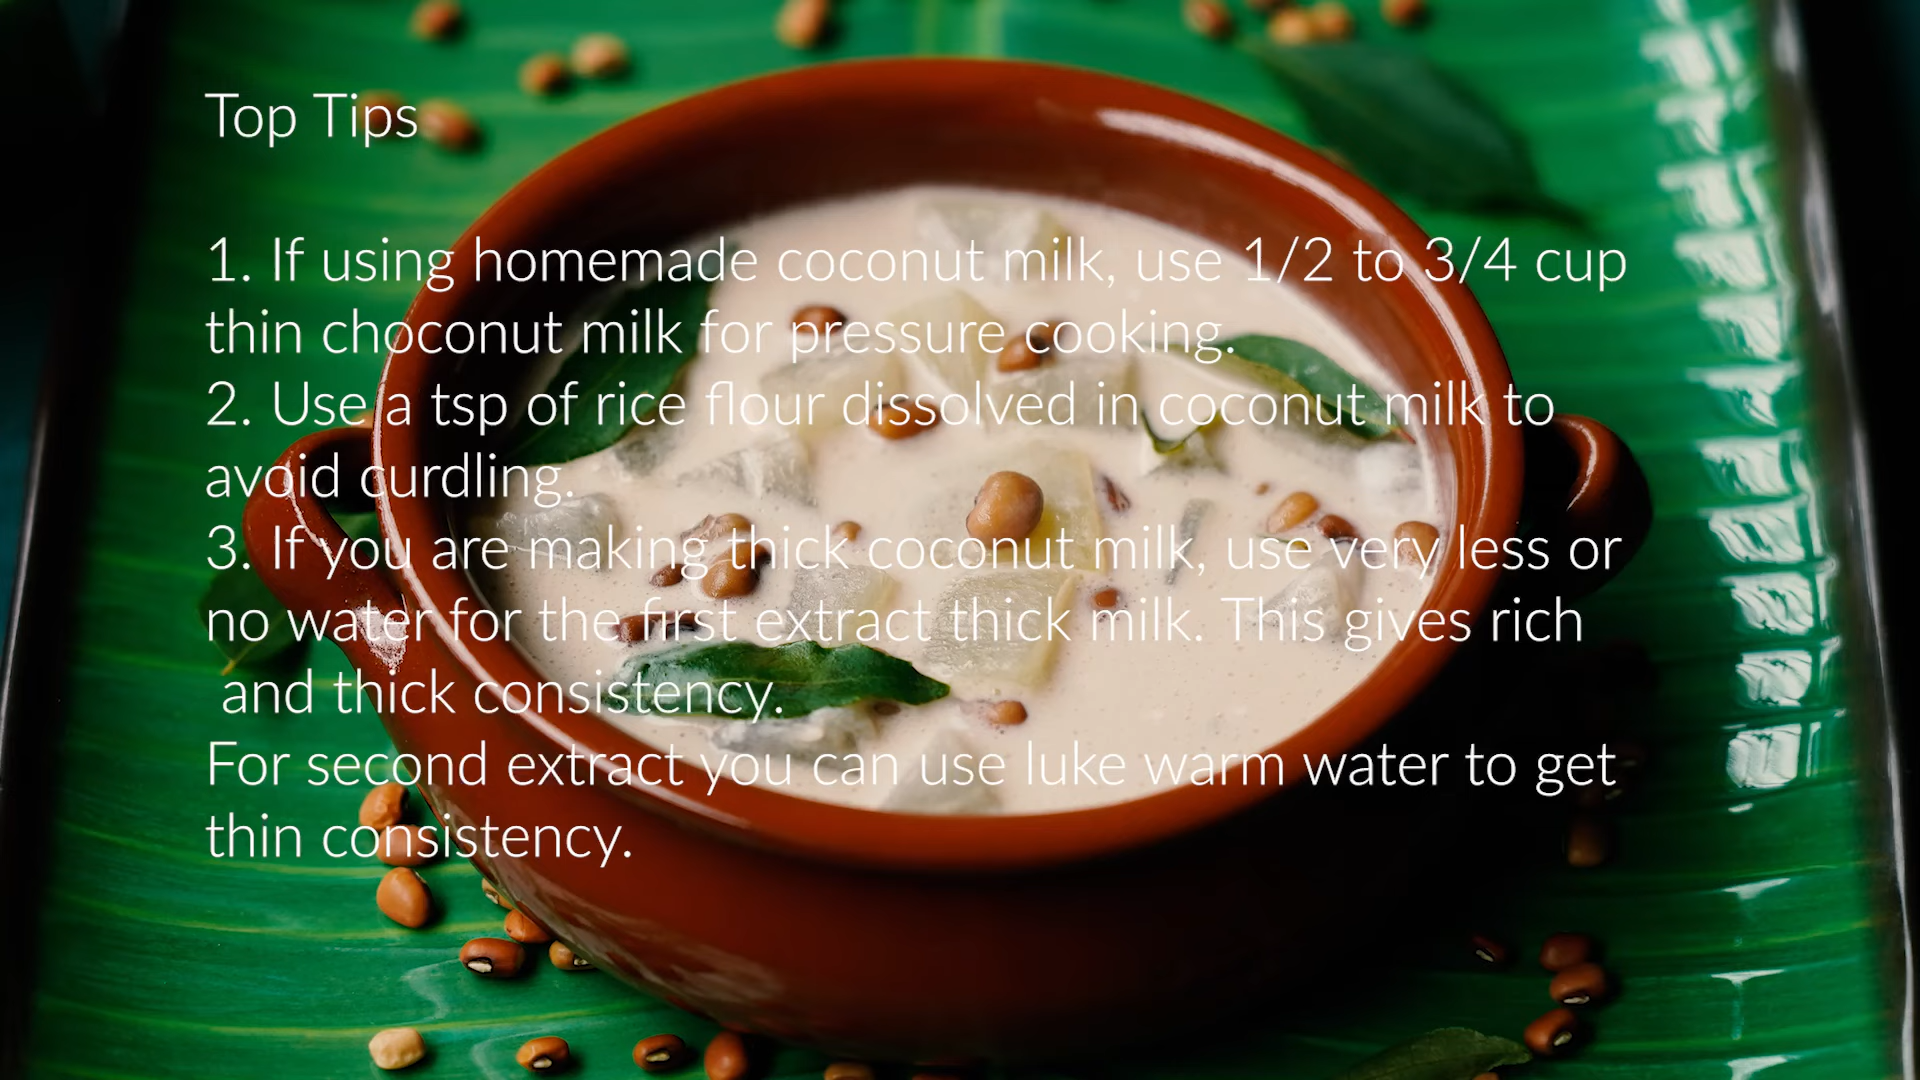 Top Tips
1. If using homemade coconut milk, use 1/2 to 3/4 cup
thin choconut milk for pressure cooking.
2. Use a tsp of rice flour dissolved in coconut milk to
avoid curdling.
3. If you are making thick coconut milk, use very less or
no water for the first extract thick milk. This gives rich
and thick consistency.
For second extract you can use luke warm water to get
thin consistency.